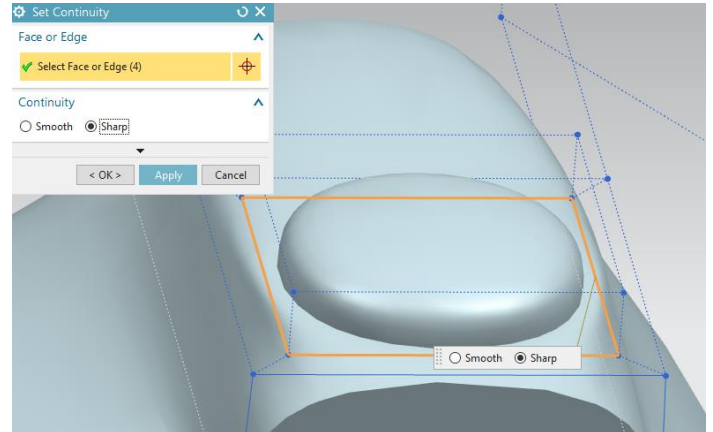 Set Continuity
Face or Edge
Select Face or Edge (4)
Continuity
Smooth Sharp
< OK > Apply Cancel
Smooth Sharp